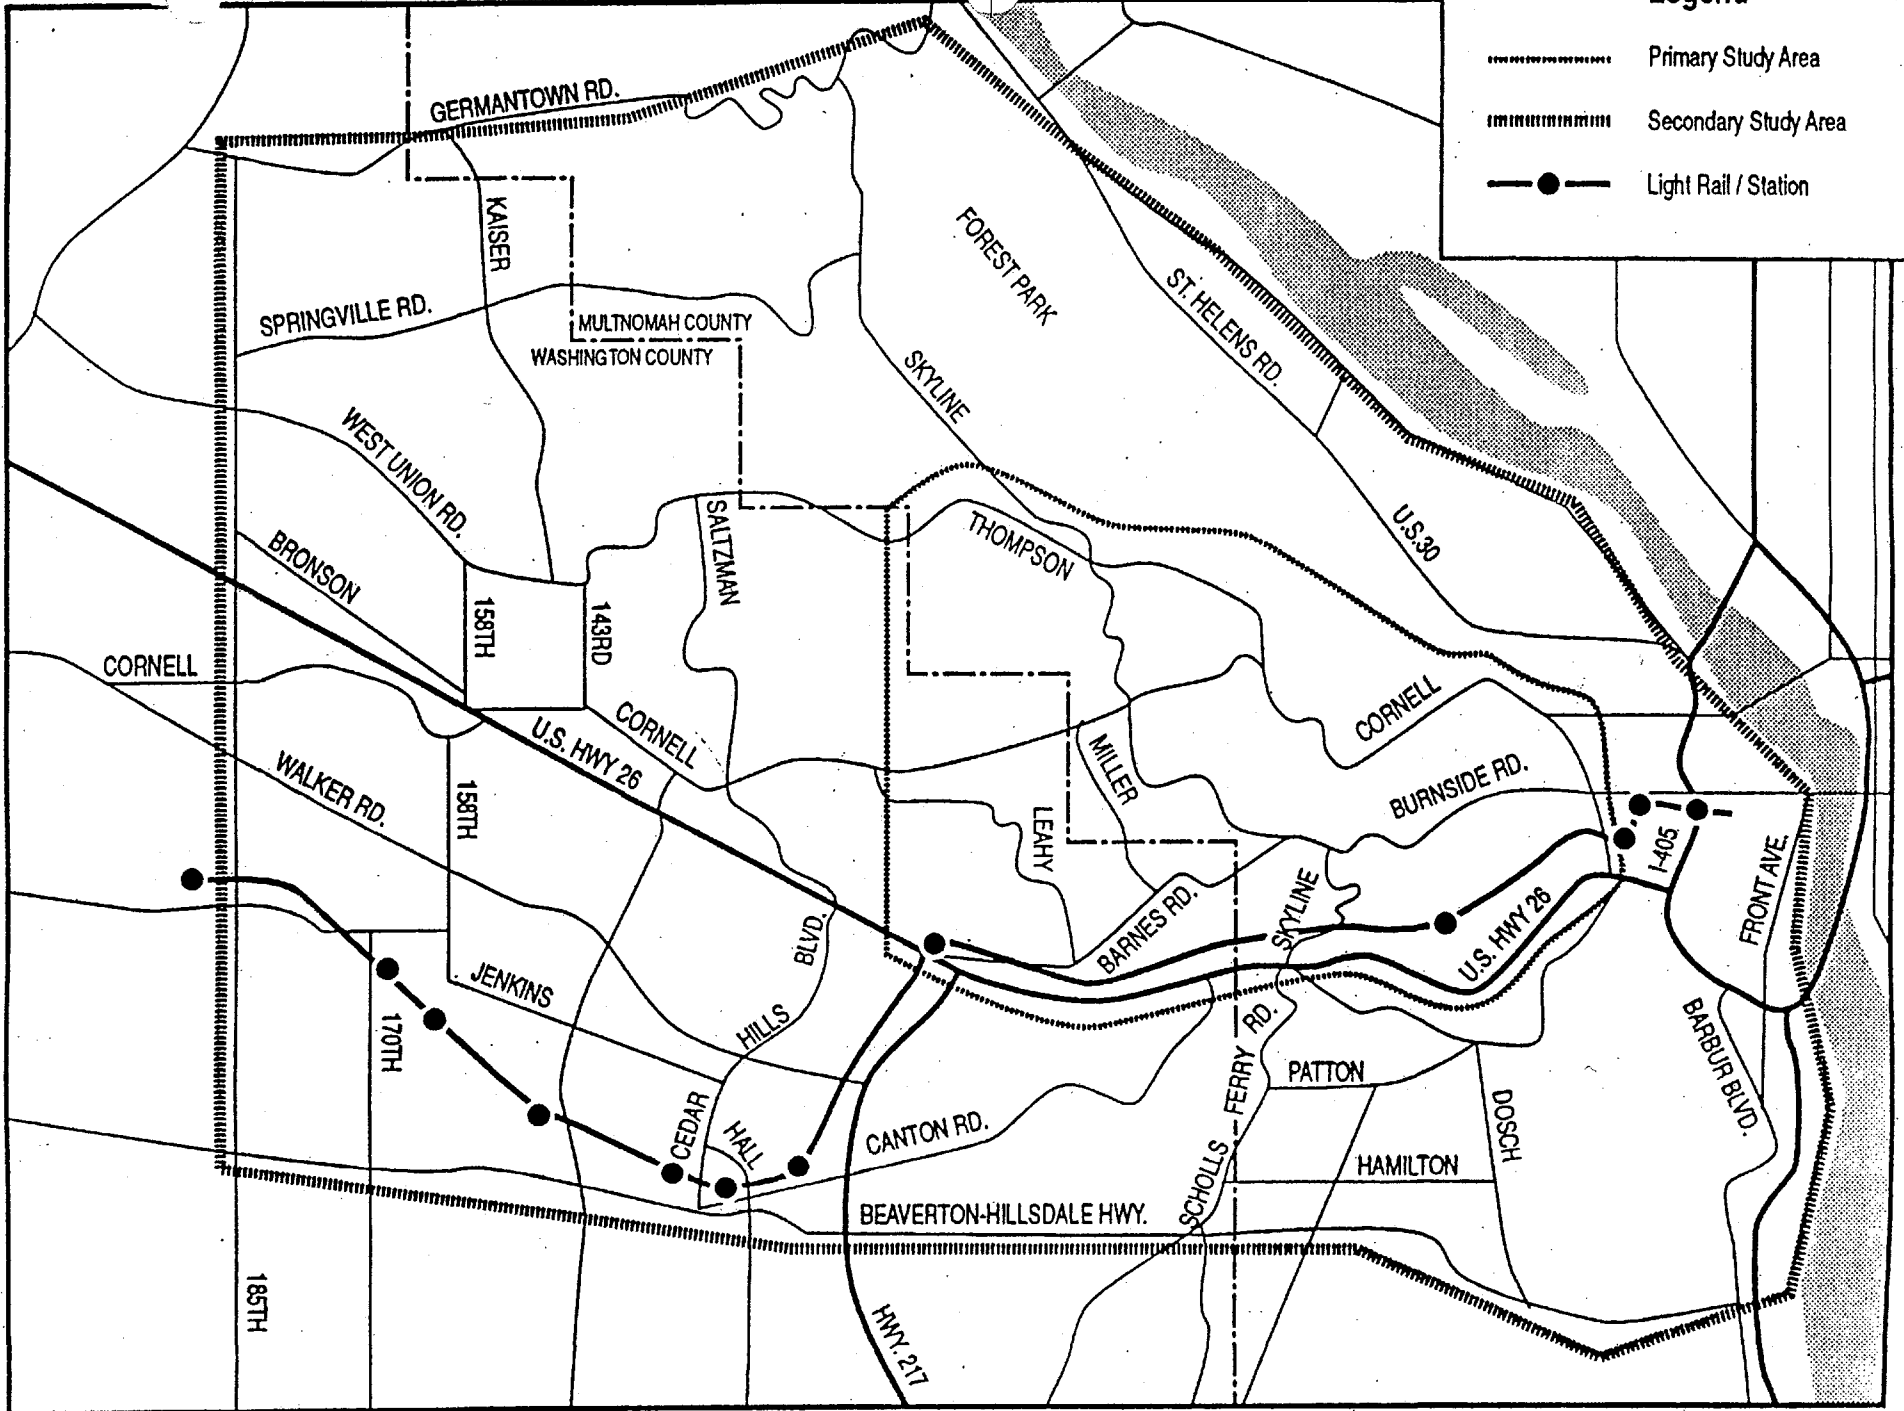 Legend
Primary Study Area
Secondary Study Area
Light Rail / Station
GERMANTOWN RD.
KAISER
FOREST PARK
SPRINGVILLE RD.
ST. HELENS RD.
MULTNOMAH COUNTY
WASHINGTON COUNTY
SKYLINE
WEST UNION RD.
BRONSON
SALTZMAN
THOMPSON
U.S.30
158TH
143RD
CORNELL
U.S. HWY 26
CORNELL
CORNELL
WALKER RD.
158TH
MILLER
LEAHY
BURNSIDE RD.
I-405
FRONT AVE.
BLVD.
BARNES RD.
SKYLINE
U.S. HWY 26
JENKINS
170TH
HILLS
CEDAR
HALL
CANTON RD.
RD.
FERRY
SCHOLLS
PATTON
DOSCH
BARBUR BLVD.
HAMILTON
BEAVERTON-HILLSDALE HWY.
185TH
HWY. 217